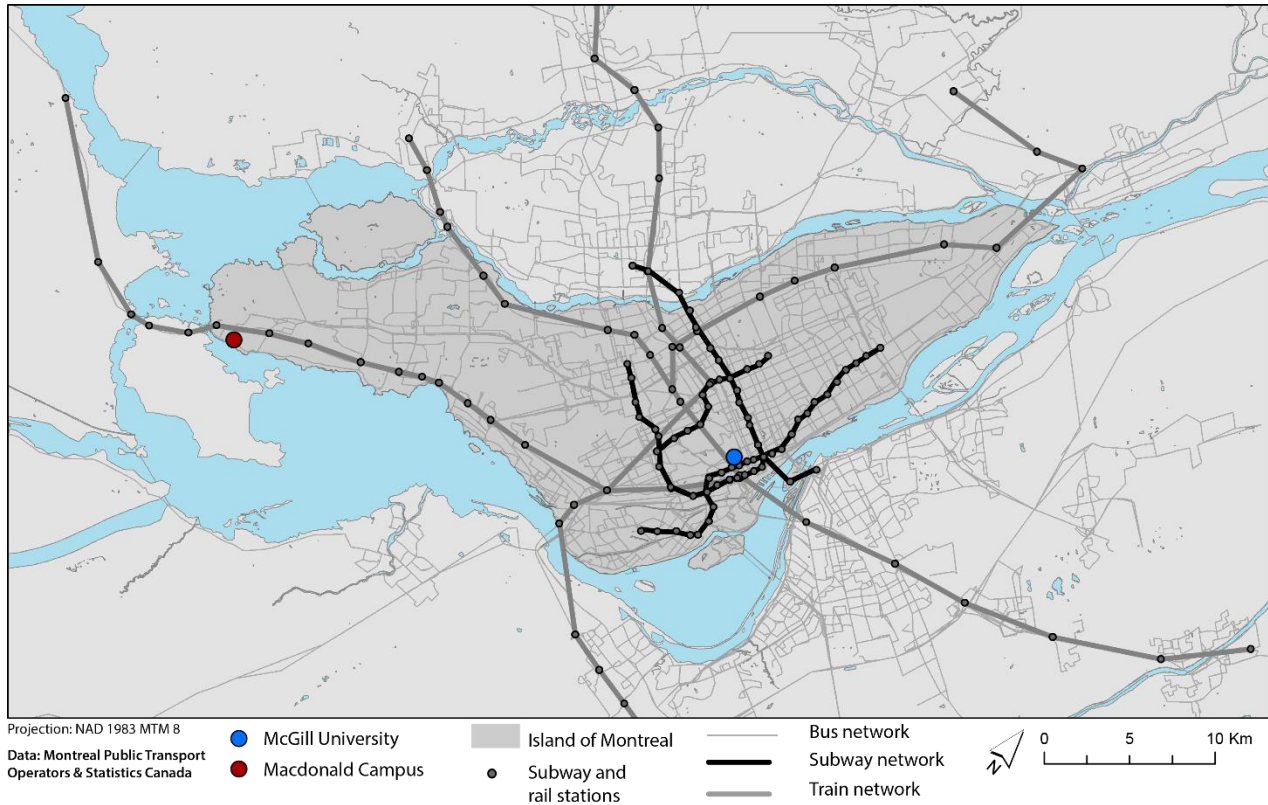 Projection: NAD 1983 MTM 8
Data: Montreal Public Transport
Operators & Statistics Canada
McGill University
Macdonald Campus
Island of Montreal
Subway and
rail stations
Bus network
Subway network
Train network
N
0 5 10 Km